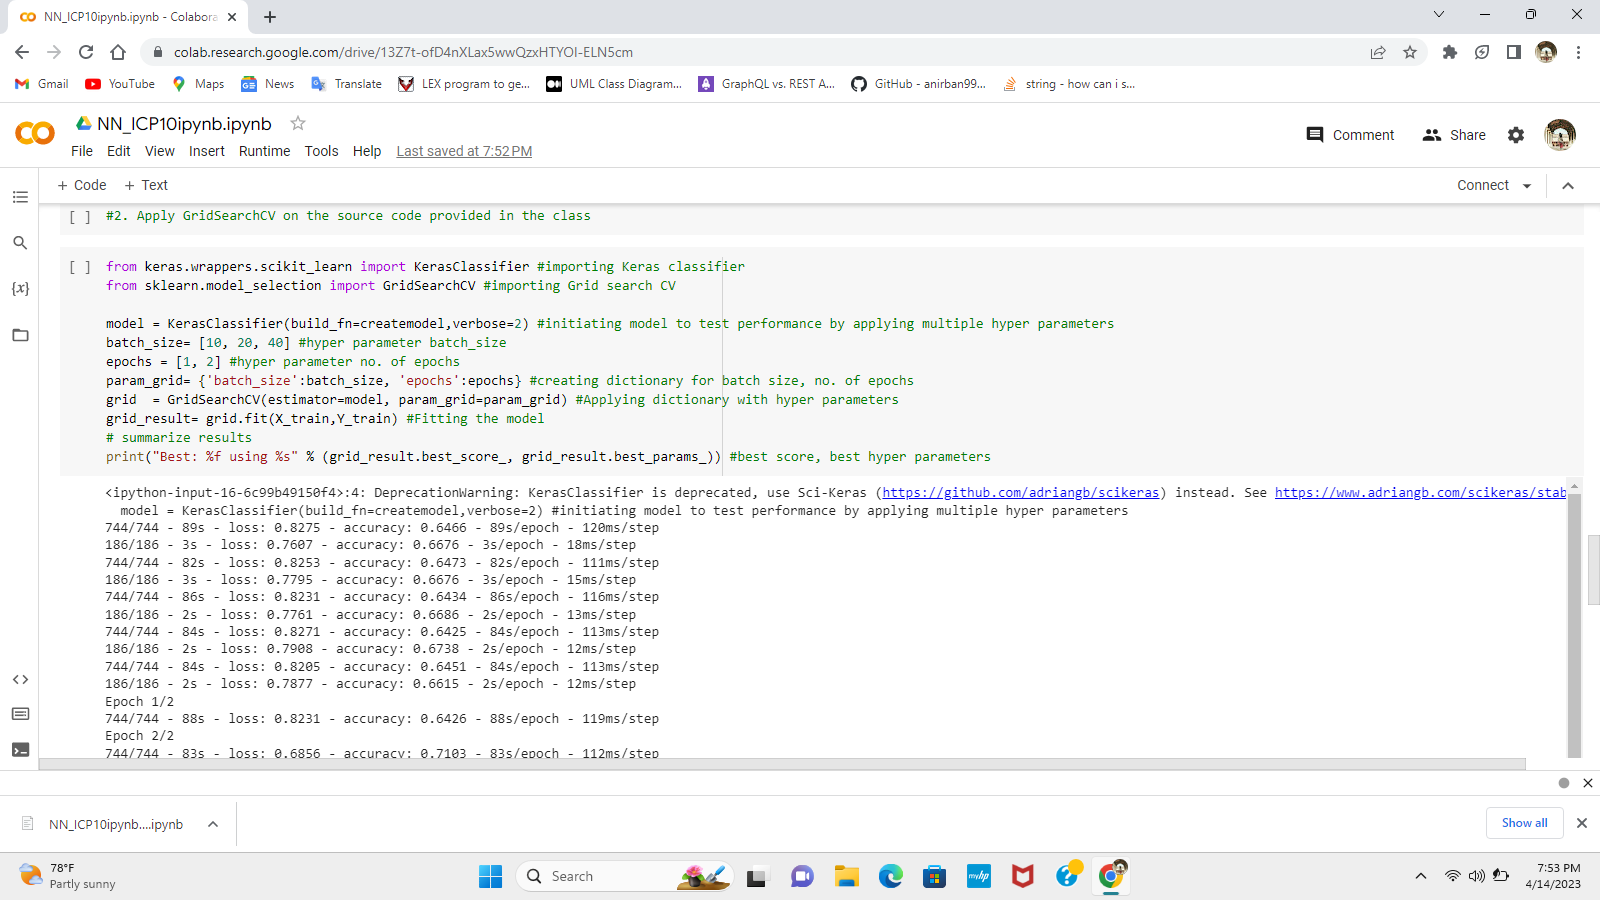 NN_ICP10ipynb.ipynb - Colabora
colab.research.google.com/drive/13Z7t-ofD4nXLax5wwQzxHTYOI-ELN5cm
Gmail YouTube Maps News Translate LEX program to ge... UML Class Diagram... GraphQL vs. REST A... GitHub - anirban99... string - how can i s...
NN_ICP10ipynb.ipynb
Comment Share
File Edit View Insert Runtime Tools Help Last saved at 7:52 PM
+ Code + Text Connect
[ ] #2. Apply GridSearchCV on the source code provided in the class
[ ] from keras.wrappers.scikit_learn import KerasClassifier #importing Keras classifier
from sklearn.model_selection import GridSearchCV #importing Grid search CV
{x}
model = KerasClassifier(build_fn=createmodel,verbose=2) #initiating model to test performance by applying multiple hyper parameters
batch_size= [10, 20, 40] #hyper parameter batch_size
epochs = [1, 2] #hyper parameter no. of epochs
param_grid= {'batch_size':batch_size, 'epochs':epochs} #creating dictionary for batch size, no. of epochs
grid  = GridSearchCV(estimator=model, param_grid=param_grid) #Applying dictionary with hyper parameters
grid_result= grid.fit(X_train,Y_train) #Fitting the model
# summarize results
print("Best: %f using %s" % (grid_result.best_score_, grid_result.best_params_)) #best score, best hyper parameters
<ipython-input-16-6c99b49150f4>:4: DeprecationWarning: KerasClassifier is deprecated, use Sci-Keras (https://github.com/adriangb/scikeras) instead. See https://www.adriangb.com/scikeras/stab
model = KerasClassifier(build_fn=createmodel,verbose=2) #initiating model to test performance by applying multiple hyper parameters
744/744 - 89s - loss: 0.8275 - accuracy: 0.6466 - 89s/epoch - 120ms/step
186/186 - 3s - loss: 0.7607 - accuracy: 0.6676 - 3s/epoch - 18ms/step
744/744 - 82s - loss: 0.8253 - accuracy: 0.6473 - 82s/epoch - 111ms/step
186/186 - 3s - loss: 0.7795 - accuracy: 0.6676 - 3s/epoch - 15ms/step
744/744 - 86s - loss: 0.8231 - accuracy: 0.6434 - 86s/epoch - 116ms/step
186/186 - 2s - loss: 0.7761 - accuracy: 0.6686 - 2s/epoch - 13ms/step
744/744 - 84s - loss: 0.8271 - accuracy: 0.6425 - 84s/epoch - 113ms/step
186/186 - 2s - loss: 0.7908 - accuracy: 0.6738 - 2s/epoch - 12ms/step
744/744 - 84s - loss: 0.8205 - accuracy: 0.6451 - 84s/epoch - 113ms/step
186/186 - 2s - loss: 0.7877 - accuracy: 0.6615 - 2s/epoch - 12ms/step
Epoch 1/2
744/744 - 88s - loss: 0.8231 - accuracy: 0.6426 - 88s/epoch - 119ms/step
Epoch 2/2
744/744 - 83s - loss: 0.6856 - accuracy: 0.7103 - 83s/epoch - 112ms/step
NN_ICP10ipynb....ipynb
Show all
78°F
Partly sunny
Search
myhp
7:53 PM
4/14/2023